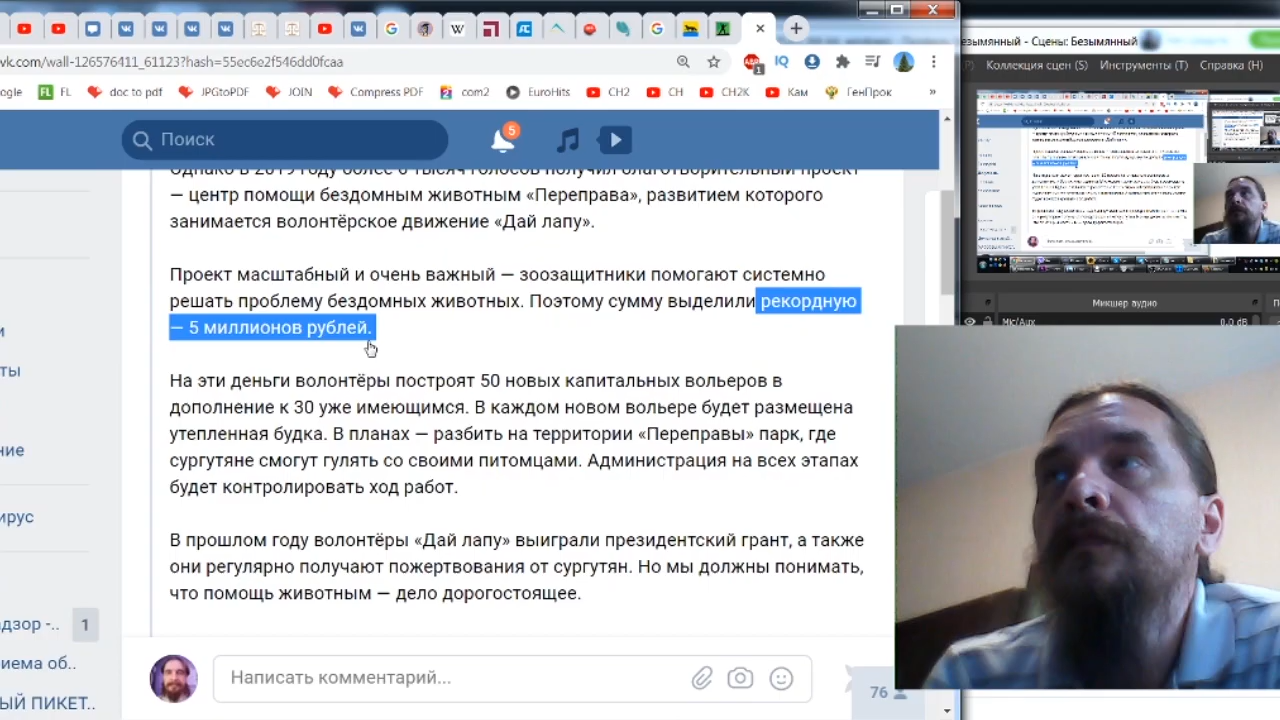 vk.com/wall-126576411_61123?hash=55ec0b2f546dd0fcaa
ogle FL doc to pdf JPGtoPDF JOIN Compress PDF com2 EuroHits CH2 CH CH2K Кам ГенПрок »
Поиск
5
— центр помощи бездомным животным «Переправа», развитием которого
занимается волонтёрское движение «Дай лапу».
Проект масштабный — зоозащитники помогают системно
решать проблему бездомных животных. Поэтому сумму выделили рекордную
— 5 миллионов рублей.
На эти деньги волонтёры построят 50 новых капитальных вольеров в
дополнение к 30 уже имеющимся. В каждом новом вольере будет размещена
утепленная будка. В планах — разбить на территории «Переправы» парк, где
сургутяне смогут гулять со своими питомцами. Администрация на всех этапах
будет контролировать ход работ.
В прошлом году волонтёры «Дай лапу» выиграли президентский грант, а также
они регулярно получают пожертвования от сургутян. Но мы должны понимать,
что помощь животным — дело дорогостоящее.
Написать комментарий...
76
ты
ние
ирус
дзор -..
1
иема об..
ЫЙ ПИКЕТ..
езымянный - Сцены: Безымянный
Коллекция сцен (S) Инструменты (T) Справка (H)
Микшер аудио
Mic/Aux 0.0 dB